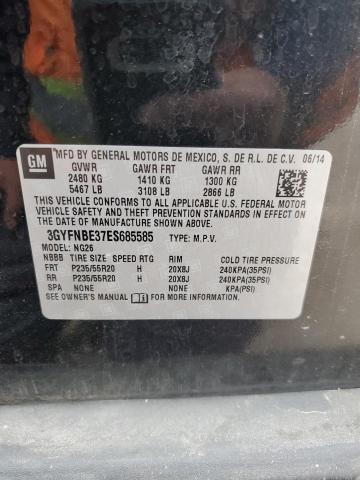 GM
MFD BY GENERAL MOTORS DE MEXICO, S. DE R.L. DE C.V. 06/14
GVWR GAWR FRT GAWR RR
2480 KG 1410 KG 1300 KG
5467 LB 3108 LB 2866 LB
THIS VEHICLE CONFORMS TO ALL APPLICABLE U.S. FEDERAL MOTOR VEHICLE SAFETY, BUMPER, AND THEFT PREVENTION STANDARDS IN EFFECT ON THE DATE OF MANUFACTURE SHOWN ABOVE.
3GYFNBE37ES685585 TYPE: M.P.V.
MODEL: NG26
NBBB TIRE SIZE SPEED RTG RIM COLD TIRE PRESSURE
FRT P235/55R20 H 20X8J 240KPA(35PSI)
RR P235/55R20 H 20X8J 240KPA(35PSI)
SPA NONE NONE KPA(PSI)
SEE OWNER'S MANUAL FOR ADDITIONAL INFORMATION.